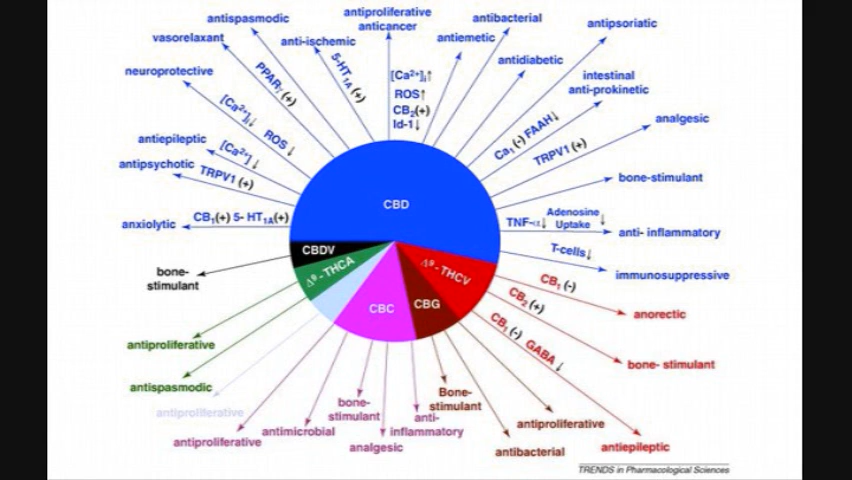 antispasmodic
antiproliferative
anticancer
antibacterial
antipsoriatic
vasorelaxant
anti-ischemic
antiemetic
antidiabetic
neuroprotective
PPARγ (+)
5-HT1A (+)
[Ca²⁺]i↑
ROS↑
CB2(+)
Id-1↓
intestinal
anti-prokinetic
[Ca²⁺]i↓
ROS↓
Ca1 (-) FAAH↓
analgesic
antiepileptic
[Ca²⁺]↓
TRPV1 (+)
antipsychotic
TRPV1 (+)
bone-stimulant
CBD
anxiolytic
CB1(+) 5- HT1A(+)
TNF-α↓
Adenosine↓
Uptake
anti- inflammatory
T-cells↓
immunosuppressive
CBDV
Δ⁹ - THCA
CBC
CBG
Δ⁹ - THCV
bone-
stimulant
CB1 (-)
anorectic
CB2 (+)
bone- stimulant
CB1 (-) GABA↓
antiepileptic
antiproliferative
antispasmodic
antiproliferative
antiproliferative
antimicrobial
bone-
stimulant
analgesic
anti-
inflammatory
Bone-
stimulant
antibacterial
antiproliferative
TRENDS in Pharmacological Sciences